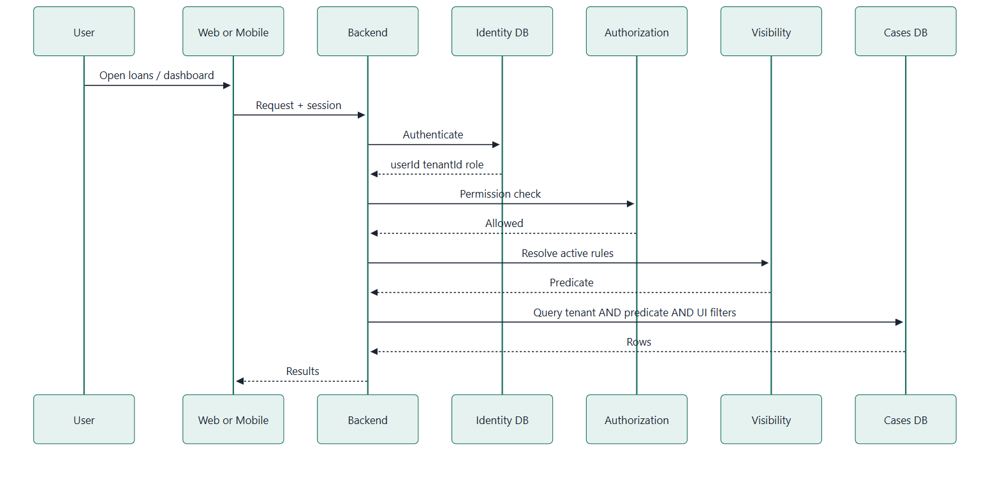 User
Web or Mobile
Backend
Identity DB
Authorization
Visibility
Cases DB
Open loans / dashboard
Request + session
Authenticate
userId tenantId role
Permission check
Allowed
Resolve active rules
Predicate
Query tenant AND predicate AND UI filters
Rows
Results
User
Web or Mobile
Backend
Identity DB
Authorization
Visibility
Cases DB